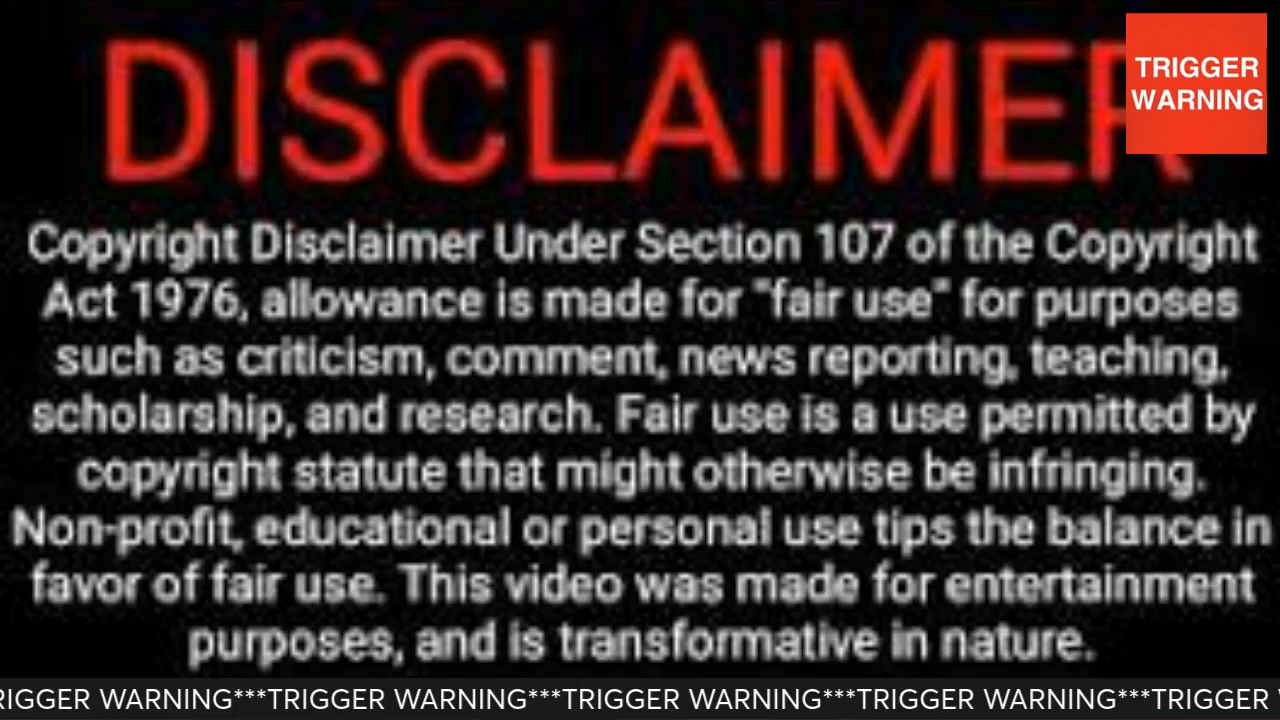 DISCLAIMER
TRIGGER
WARNING
Copyright Disclaimer Under Section 107 of the Copyright
Act 1976, allowance is made for "fair use" for purposes
such as criticism, comment, news reporting, teaching,
scholarship, and research. Fair use is a use permitted by
copyright statute that might otherwise be infringing.
Non-profit, educational or personal use tips the balance in
favor of fair use. This video was made for entertainment
purposes, and is transformative in nature.
RIGGER WARNING***TRIGGER WARNING***TRIGGER WARNING***TRIGGER WARNING***TRIGGER